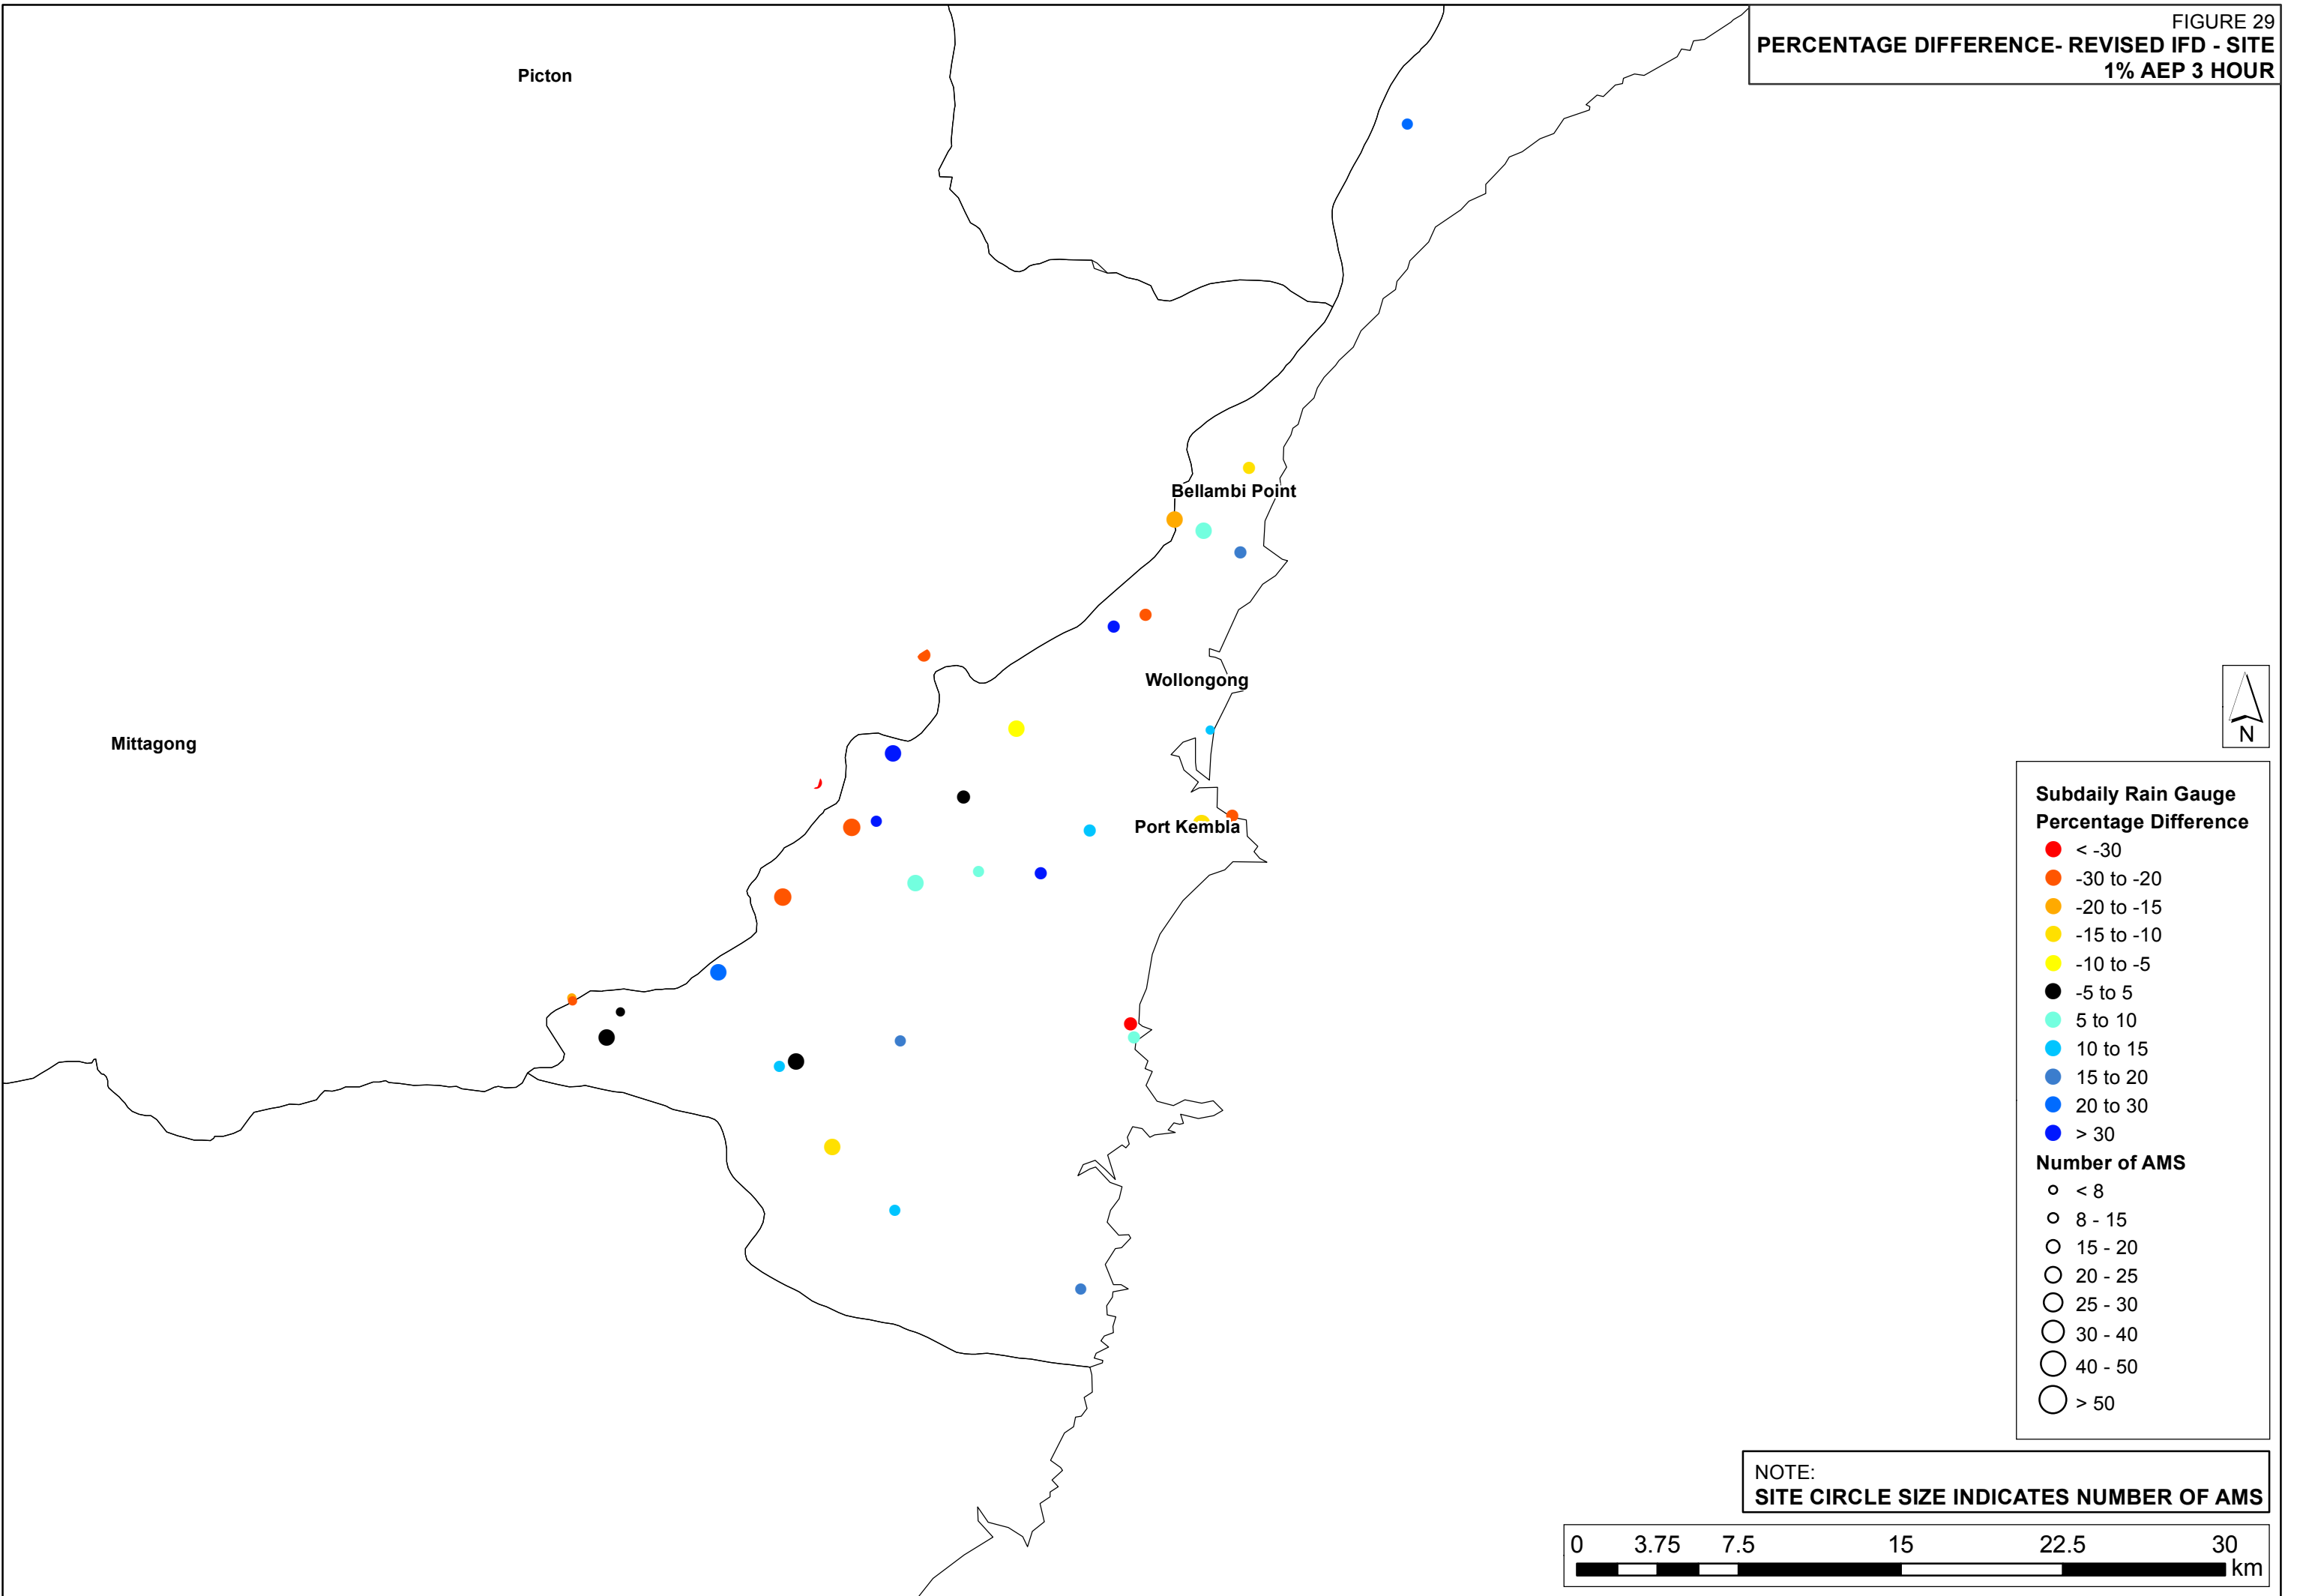 FIGURE 29
PERCENTAGE DIFFERENCE- REVISED IFD - SITE
1% AEP 3 HOUR
Picton
Bellambi Point
Wollongong
Mittagong
Port Kembla
N
Subdaily Rain Gauge
Percentage Difference
< -30
-30 to -20
-20 to -15
-15 to -10
-10 to -5
-5 to 5
5 to 10
10 to 15
15 to 20
20 to 30
> 30
Number of AMS
< 8
8 - 15
15 - 20
20 - 25
25 - 30
30 - 40
40 - 50
> 50
NOTE:
SITE CIRCLE SIZE INDICATES NUMBER OF AMS
0 3.75 7.5 15 22.5 30
km